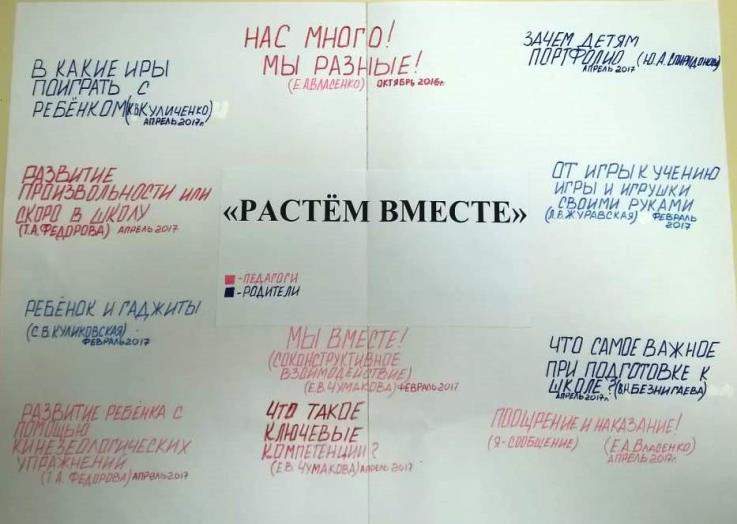 НАС МНОГО!
МЫ РАЗНЫЕ!
(Е.А.ВЛАСЕНКО) ОКТЯБРЬ 2016г.
ЗАЧЕМ ДЕТЯМ
ПОРТФОЛИО (Ю.А.СПИРИДОНОВА)
АПРЕЛЬ 2017
В КАКИЕ ИРЫ
ПОИГРАТЬ С
РЕБЁНКОМ КУЛИЧЕНКО)
АПРЕЛЬ 2017г.
РАЗВИТИЕ
ПРОИЗВОЛЬНОСТИ ИЛИ
СКОРО В ШКОЛУ
(Т.А.ФЕДОРОВА) АПРЕЛЬ 2017
«РАСТЁМ ВМЕСТЕ»
-ПЕДАГОГИ
-РОДИТЕЛИ
ОТ ИГРЫ К УЧЕНИЮ
ИГРЫ И ИГРУШКИ
СВОИМИ РУКАМИ
(Л.В.ЖУРАВСКАЯ) ФЕВРАЛЬ
2017
РЕБЁНОК И ГАДЖИТЫ
(С.В.КУЛИКОВСКАЯ)
ФЕВРАЛЬ 2017
МЫ ВМЕСТЕ!
(СОКОНСТРУКТИВНОЕ
ВЗАИМОДЕЙСТВИЕ)
(Е.В.ЧУМАКОВА) ФЕВРАЛЬ 2017
ЧТО САМОЕ ВАЖНОЕ
ПРИ ПОДГОТОВКЕ К
ШКОЛЕ? (В.Н.БЕЗНИГАЕВА)
АПРЕЛЬ 2017г.
РАЗВИТИЕ РЕБЁНКА С
ПОМОЩЬЮ
КИНЕЗЕОЛОГИЧЕСКИХ
УПРАЖНЕНИЙ
(Т.А. ФЕДОРОВА) АПРЕЛЬ 2017
ЧТО ТАКОЕ
КЛЮЧЕВЫЕ
КОМПЕТЕНЦИИ?
(Е.В. ЧУМАКОВА) АПРЕЛЬ 2017
ПООЩРЕНИЕ И НАКАЗАНИЕ!
(Я-СООБЩЕНИЕ) (Е.А.ВЛАСЕНКО)
АПРЕЛЬ 2017г.